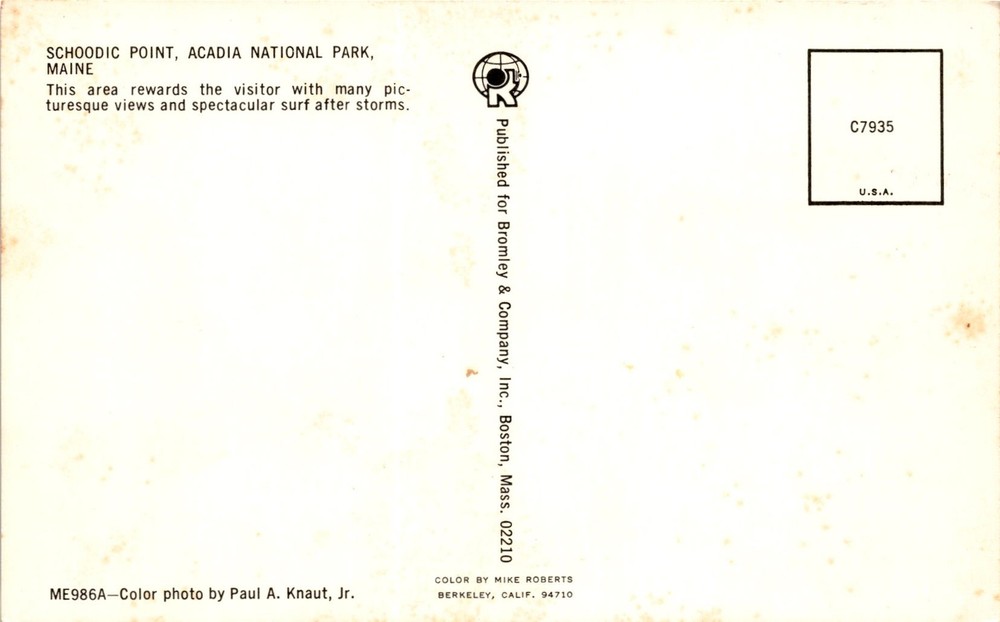 SCHOODIC POINT, ACADIA NATIONAL PARK,
MAINE
This area rewards the visitor with many pic-
turesque views and spectacular surf after storms.
Published for Bromley & Company, Inc., Boston, Mass. 02210
C7935
U.S.A.
ME986A—Color photo by Paul A. Knaut, Jr.
COLOR BY MIKE ROBERTS
BERKELEY, CALIF. 94710